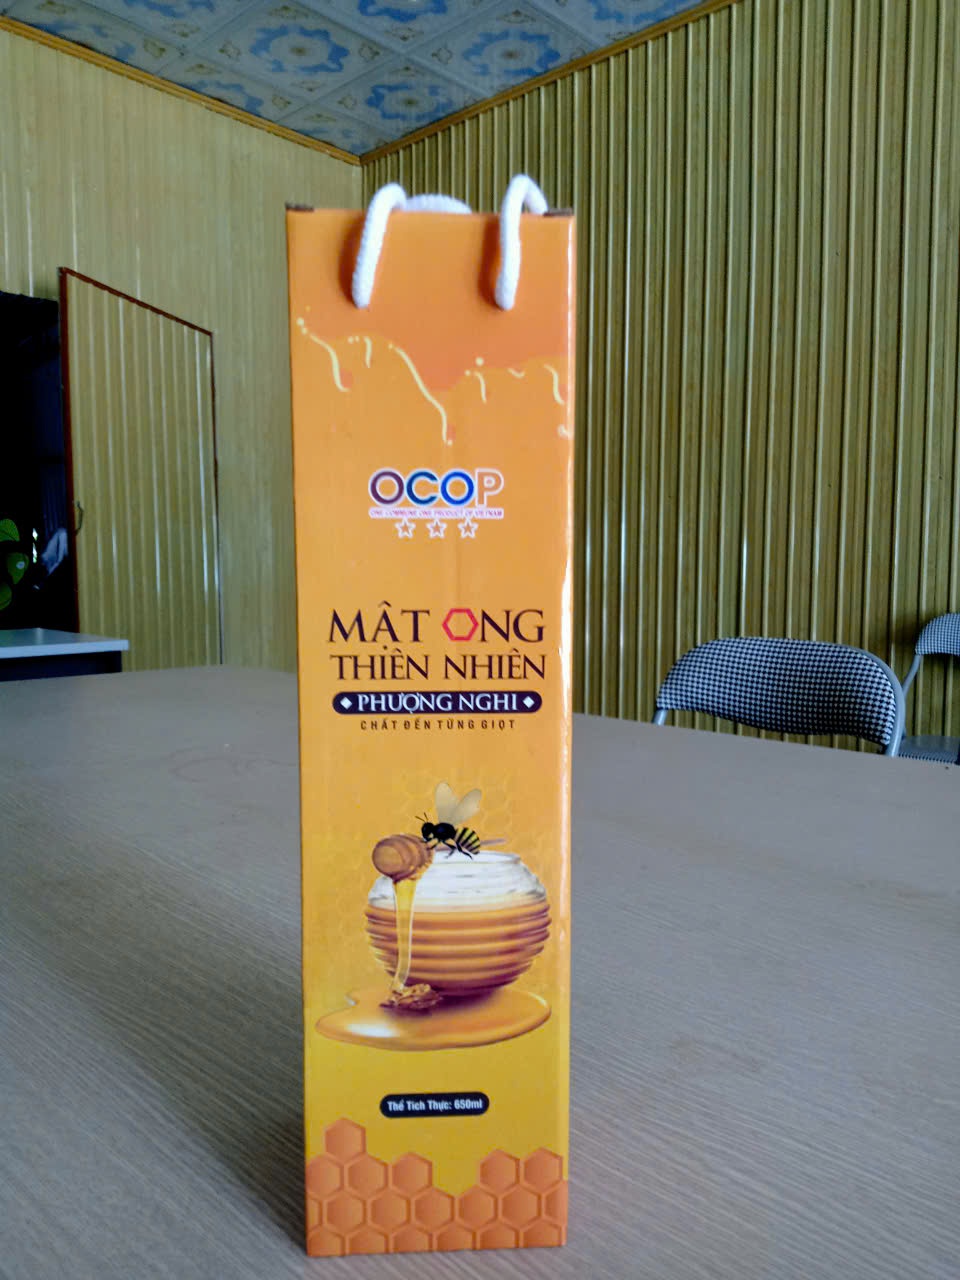 OCOP
ONE COMMUNE ONE PRODUCT OF VIETNAM
MẬT ONG
THIÊN NHIÊN
PHƯỢNG NGHI
CHẤT ĐẾN TỪNG GIỌT
Thể Tích Thực: 650ml